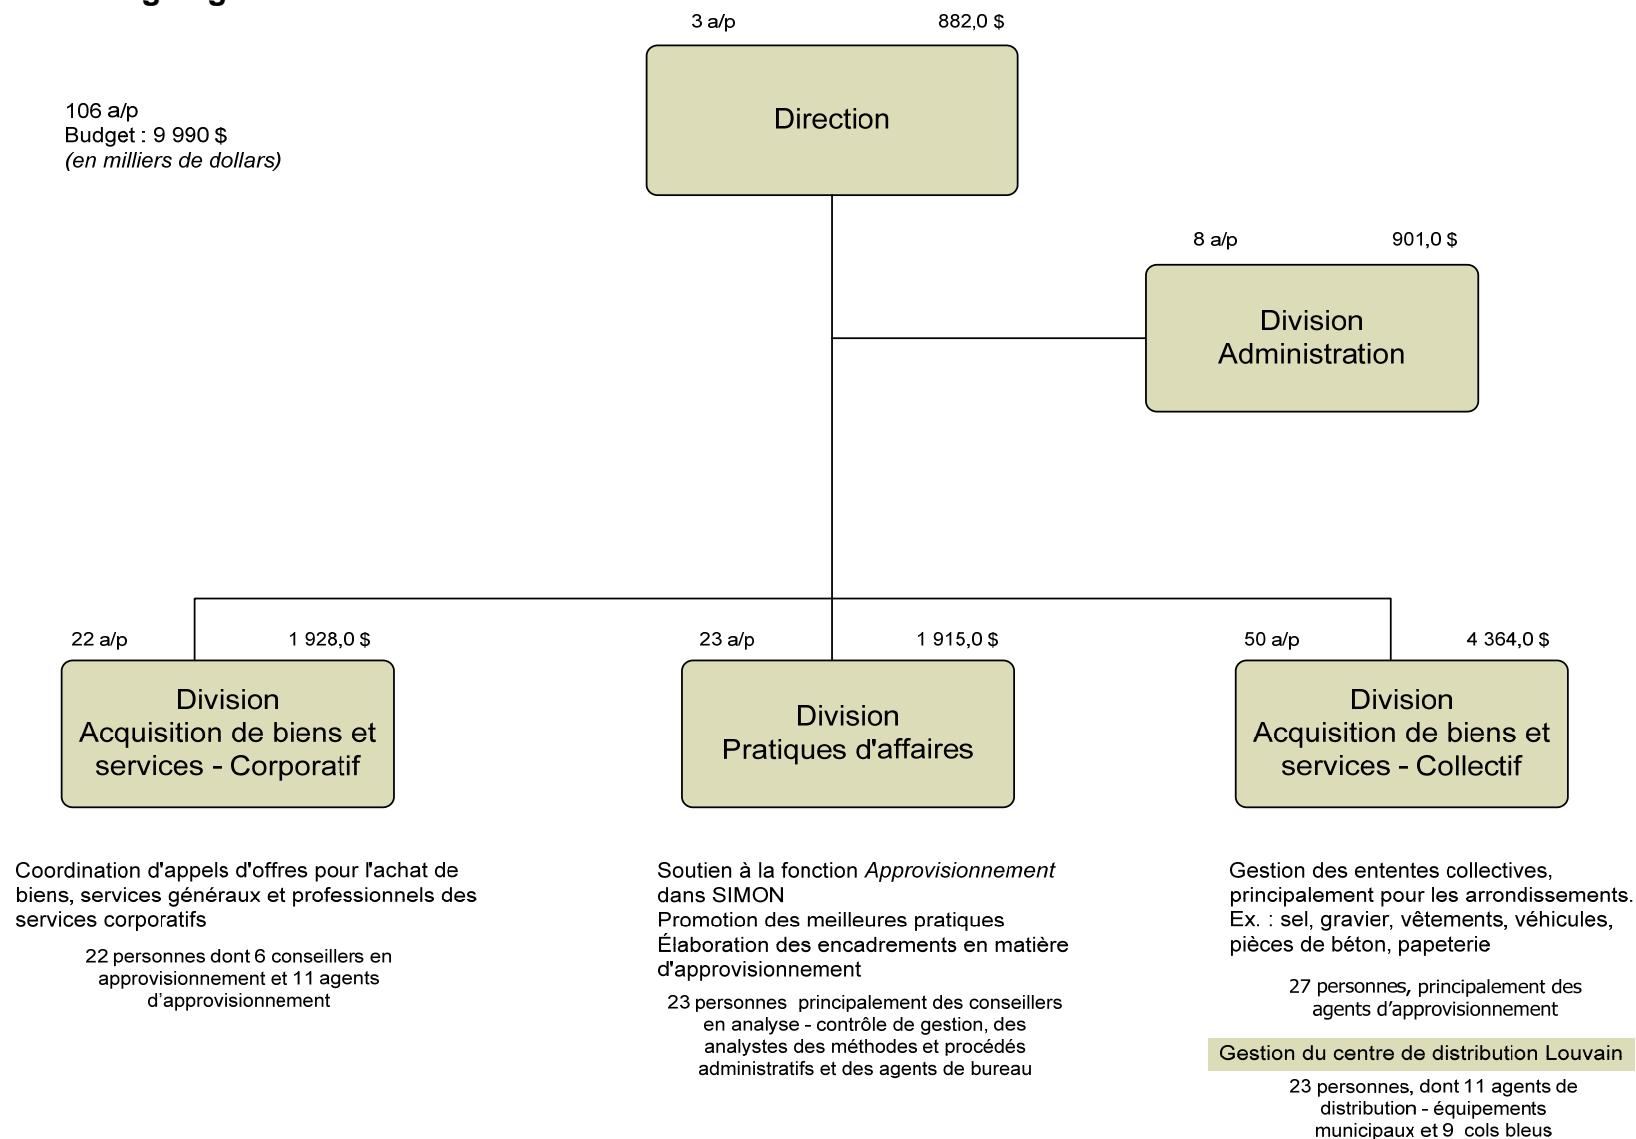 3 a/p 882,0 $
106 a/p
Budget : 9 990 $
(en milliers de dollars)
Direction
8 a/p 901,0 $
Division
Administration
22 a/p 1 928,0 $
Division
Acquisition de biens et
services - Corporatif
Coordination d'appels d'offres pour l'achat de
biens, services généraux et professionnels des
services corporatifs
22 personnes dont 6 conseillers en
approvisionnement et 11 agents
d'approvisionnement
23 a/p 1 915,0 $
Division
Pratiques d'affaires
Soutien à la fonction Approvisionnement
dans SIMON
Promotion des meilleures pratiques
Élaboration des encadrements en matière
d'approvisionnement
23 personnes principalement des conseillers
en analyse - contrôle de gestion, des
analystes des méthodes et procédés
administratifs et des agents de bureau
50 a/p 4 364,0 $
Division
Acquisition de biens et
services - Collectif
Gestion des ententes collectives,
principalement pour les arrondissements.
Ex. : sel, gravier, vêtements, véhicules,
pièces de béton, papeterie
27 personnes, principalement des
agents d'approvisionnement
Gestion du centre de distribution Louvain
23 personnes, dont 11 agents de
distribution - équipements
municipaux et 9 cols bleus